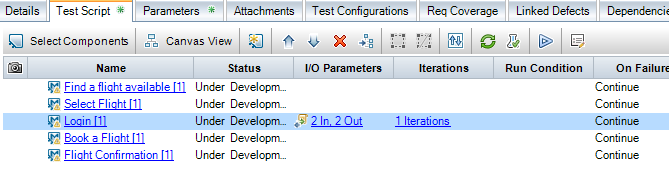 Details Test Script * Parameters * Attachments Test Configurations Req Coverage Linked Defects Dependencie
Select Components Canvas View
Name Status I/O Parameters Iterations Run Condition On Failure
Find a flight available [1] Under Developm... Continue
Select Flight [1] Under Developm... Continue
Login [1] Under Developm... 2 In, 2 Out 1 Iterations Continue
Book a Flight [1] Under Developm... Continue
Flight Confirmation [1] Under Developm... Continue